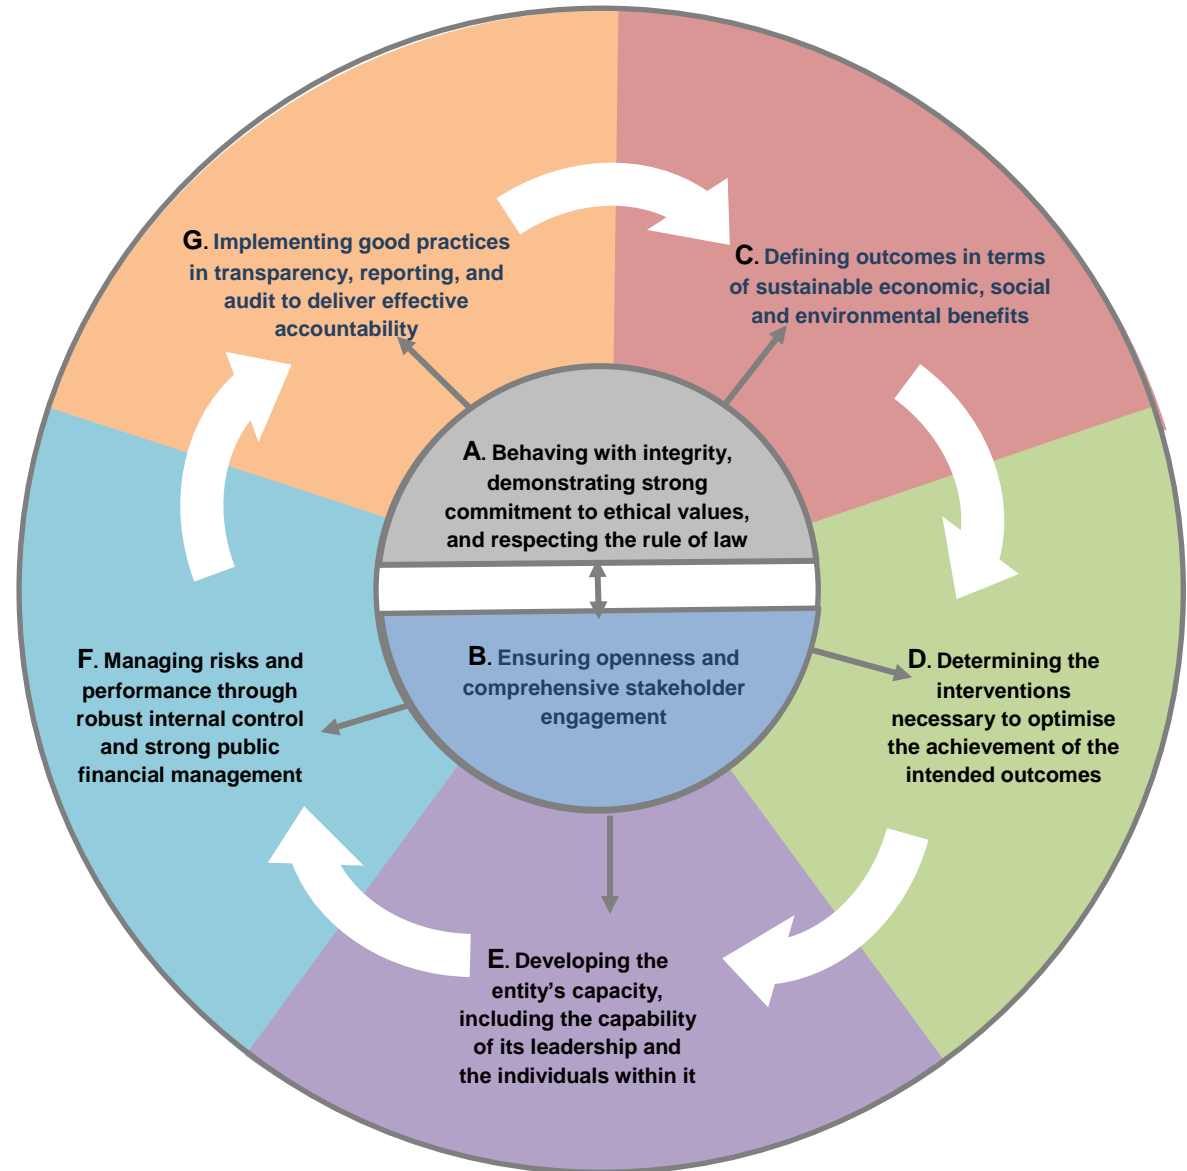 G. Implementing good practices
in transparency, reporting, and
audit to deliver effective
accountability
C. Defining outcomes in terms
of sustainable economic, social
and environmental benefits
A. Behaving with integrity,
demonstrating strong
commitment to ethical values,
and respecting the rule of law
B. Ensuring openness and
comprehensive stakeholder
engagement
F. Managing risks and
performance through
robust internal control
and strong public
financial management
D. Determining the
interventions
necessary to optimise
the achievement of the
intended outcomes
E. Developing the
entity’s capacity,
including the capability
of its leadership and
the individuals within it